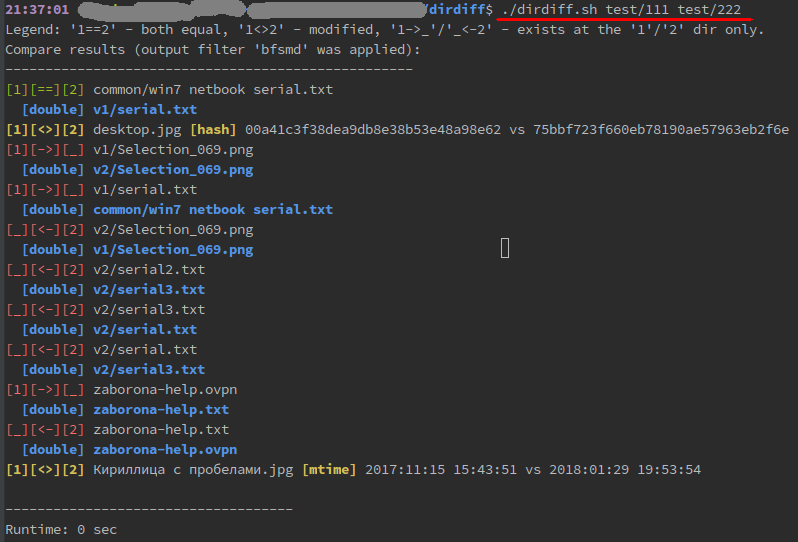 21:37:01 /dirdiff$ ./dirdiff.sh test/111 test/222
Legend: '1==2' - both equal, '1<>2' - modified, '1->_'/'_<-2' - exists at the '1'/'2' dir only.
Compare results (output filter 'bfsmd' was applied):
---------------------------------------------------
[1][==][2] common/win7 netbook serial.txt
[double] v1/serial.txt
[1][<>][2] desktop.jpg [hash] 00a41c3f38dea9db8e38b53e48a98e62 vs 75bbf723f660eb78190ae57963eb2f6e
[1][->][_] v1/Selection_069.png
[double] v2/Selection_069.png
[1][->][_] v1/serial.txt
[double] common/win7 netbook serial.txt
[_][<-][2] v2/Selection_069.png
[double] v1/Selection_069.png
[_][<-][2] v2/serial2.txt
[double] v2/serial3.txt
[_][<-][2] v2/serial3.txt
[double] v2/serial.txt
[_][<-][2] v2/serial.txt
[double] v2/serial3.txt
[1][->][_] zaborona-help.ovpn
[double] zaborona-help.txt
[_][<-][2] zaborona-help.txt
[double] zaborona-help.ovpn
[1][<>][2] Кириллица с пробелами.jpg [mtime] 2017:11:15 15:43:51 vs 2018:01:29 19:53:54
------------------------------------
Runtime: 0 sec